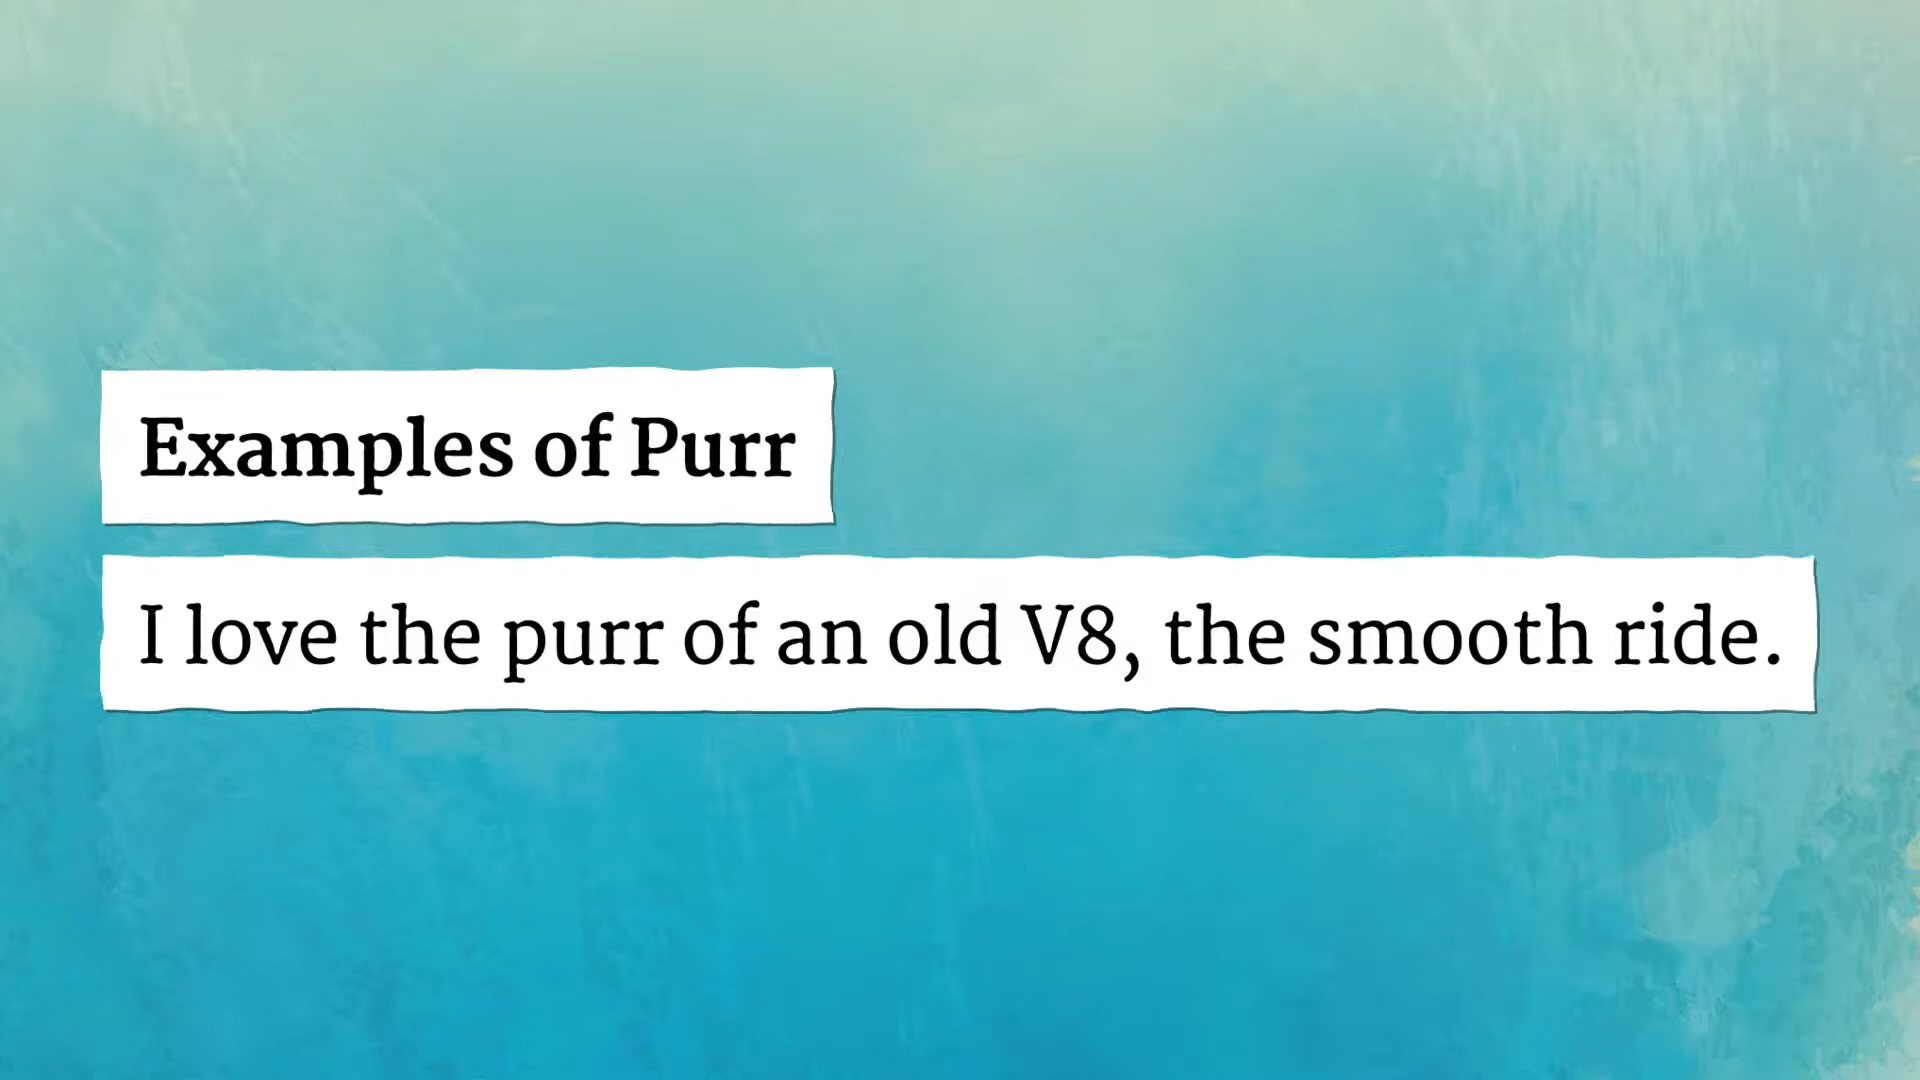 Examples of Purr
I love the purr of an old V8, the smooth ride.